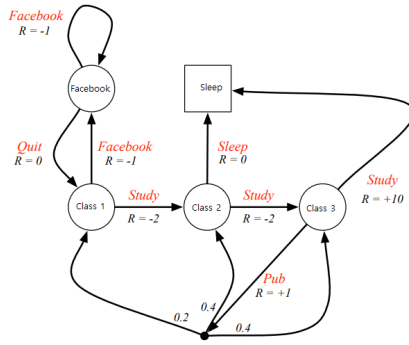 Facebook
R = -1
Facebook
Sleep
Quit
R = 0
Facebook
R = -1
Sleep
R = 0
Study
R = +10
Class 1
Study
R = -2
Class 2
Study
R = -2
Class 3
Pub
R = +1
0.2
0.4
0.4